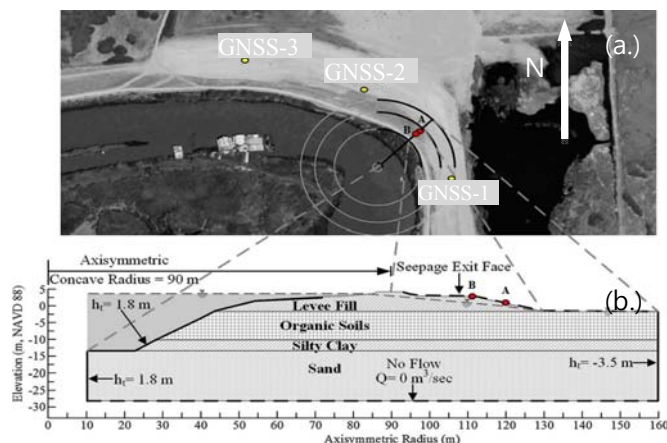 GNSS-3
(a.)
GNSS-2
N
A
B
GNSS-1
Axisymmetric
Concave Radius = 90 m
Seepage Exit Face
(b.)
B
A
hₜ= 1.8 m
Levee Fill
Organic Soils
Silty Clay
Sand
No Flow
Q= 0 m³/sec
hₜ= 1.8 m
hₜ= -3.5 m
Elevation (m, NAVD 88)
5
0
-5
-10
-15
-20
-25
-30
0 10 20 30 40 50 60 70 80 90 100 110 120 130 140 150 160
Axisymmetric Radius (m)